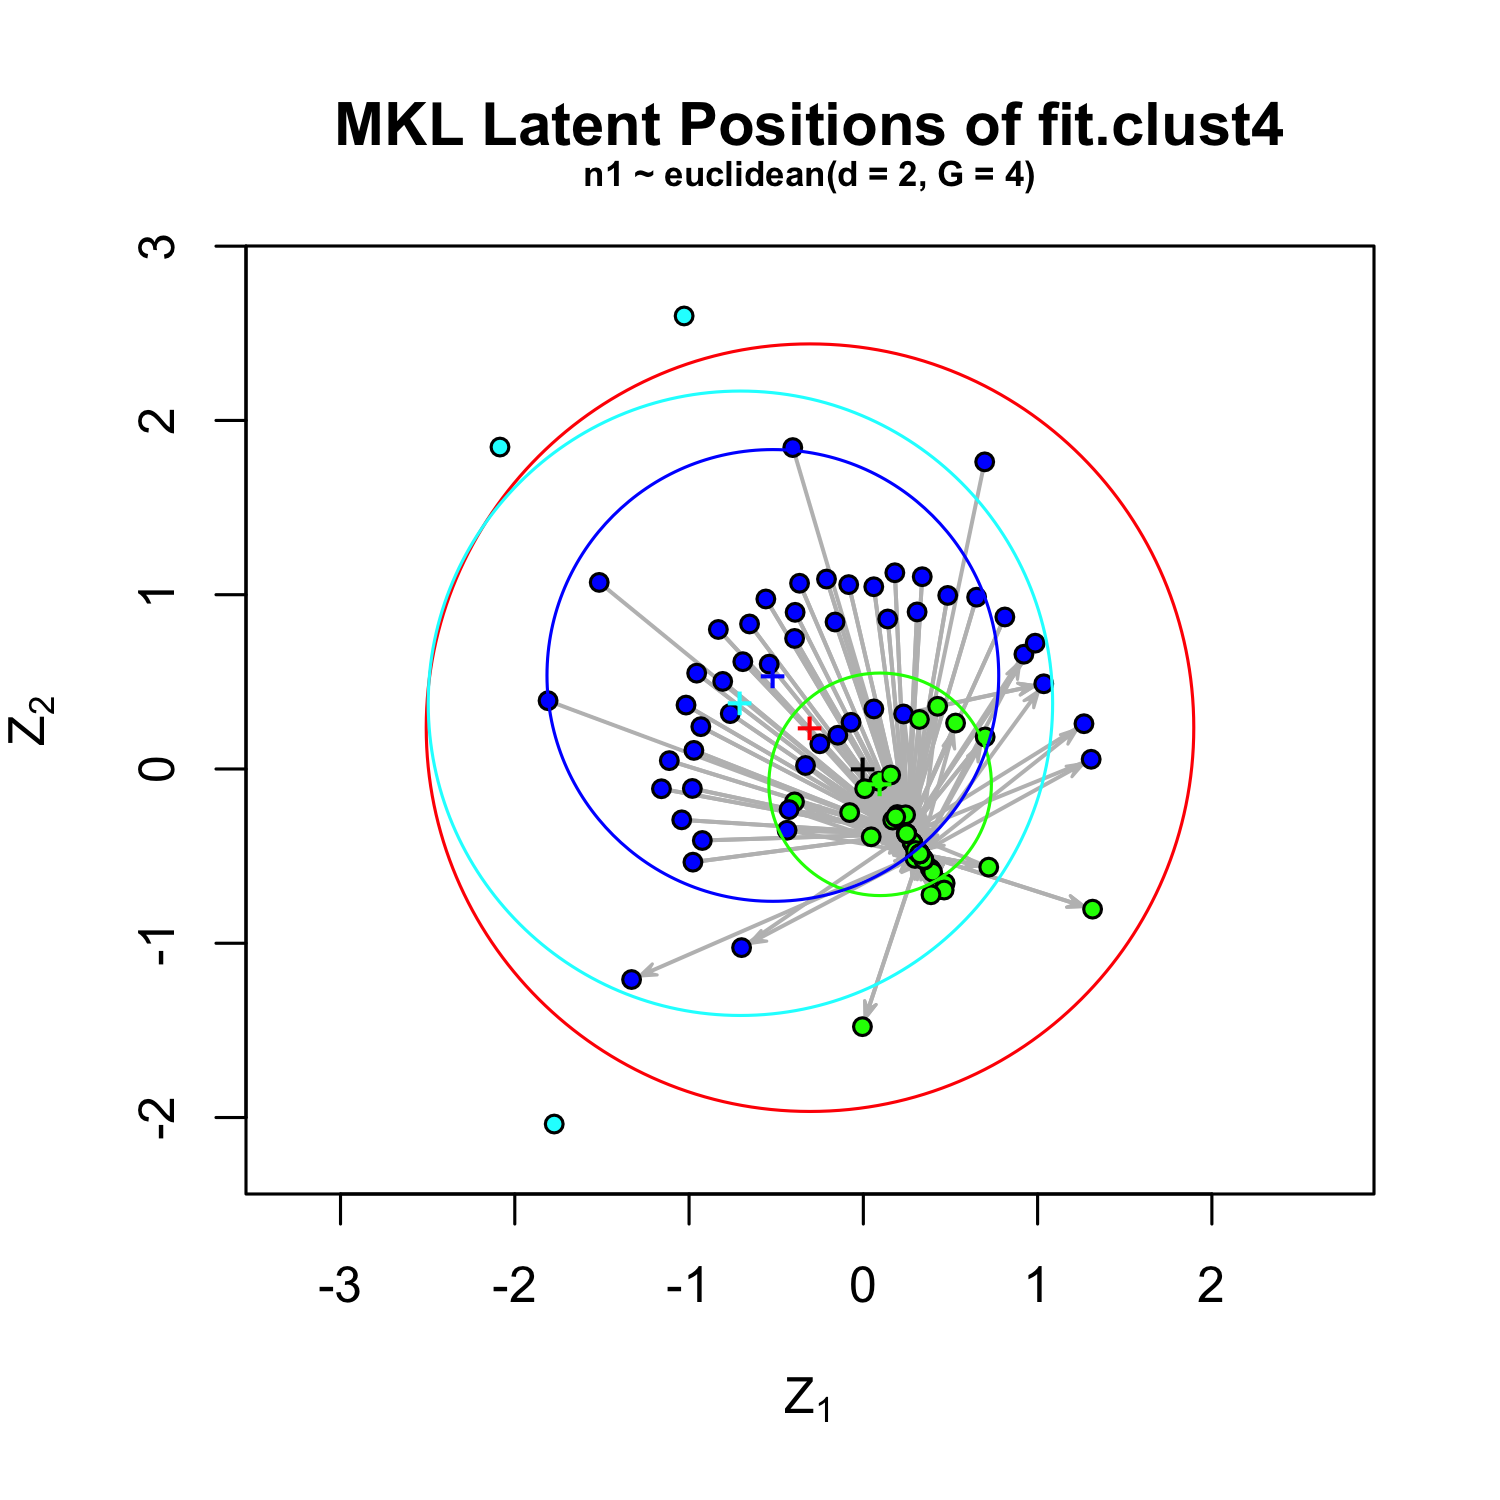 MKL Latent Positions of fit.clust4
n1 ~ euclidean(d = 2, G = 4)
Z2
3
2
1
0
-1
-2
-3 -2 -1 0 1 2
Z1